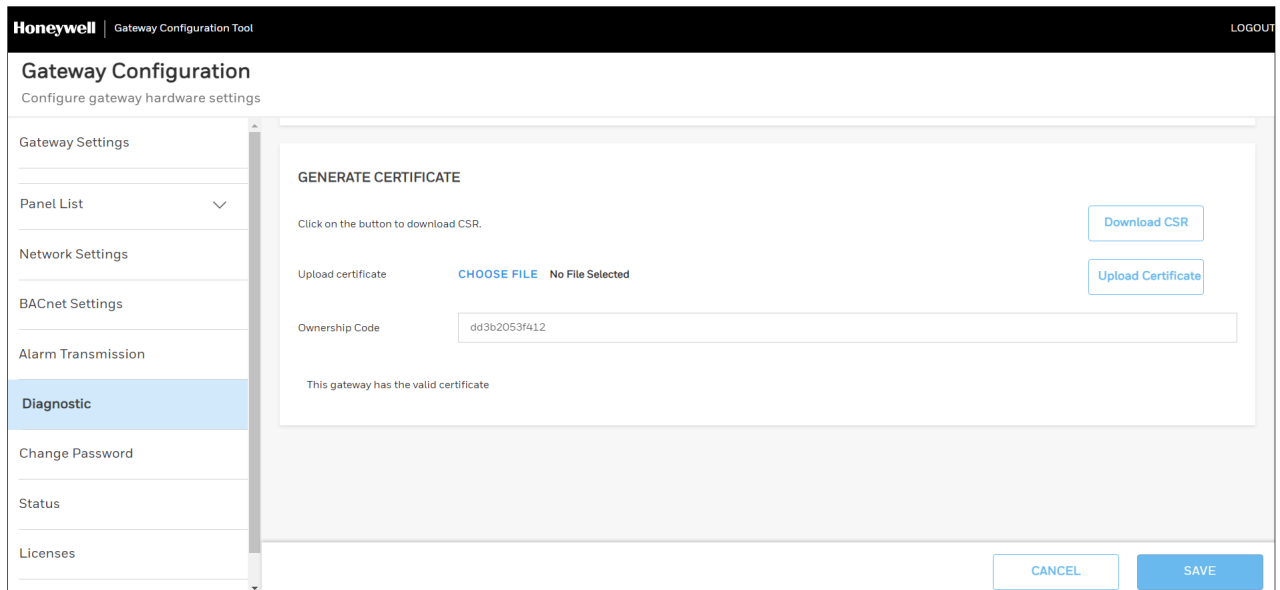 Honeywell | Gateway Configuration Tool LOGOUT
Gateway Configuration
Configure gateway hardware settings
Gateway Settings
Panel List
Network Settings
BACnet Settings
Alarm Transmission
Diagnostic
Change Password
Status
Licenses
GENERATE CERTIFICATE
Click on the button to download CSR. Download CSR
Upload certificate CHOOSE FILE No File Selected Upload Certificate
Ownership Code dd3b2053f412
This gateway has the valid certificate
CANCEL SAVE